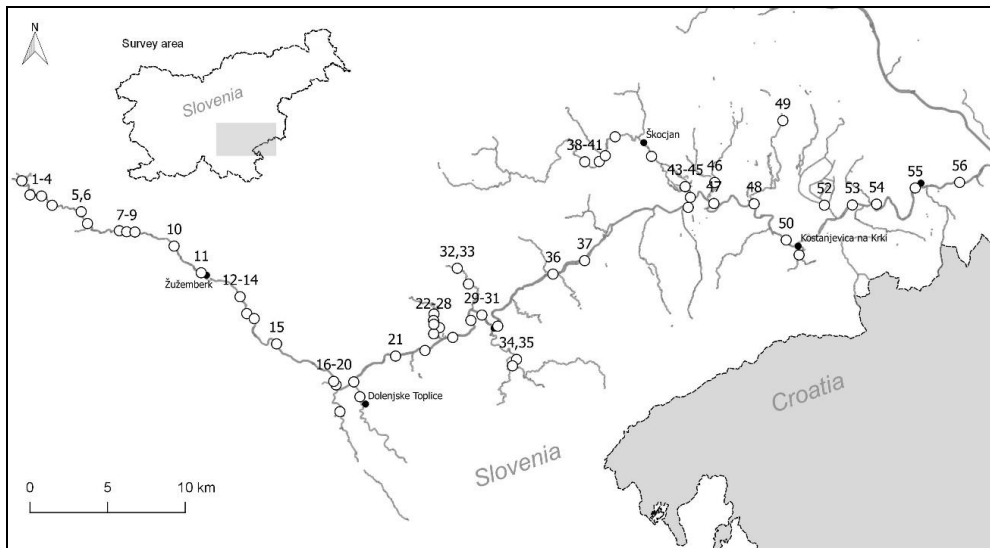 N
Survey area
Slovenia
49
Škocjan
38-41
43-45
46
1-4
5,6
47
48
52
53
54
55
56
7-9
10
50
Kostanjevica na Krki
11
Žužemberk
32,33
36
37
12-14
22-28
29-31
15
21
34,35
16-20
Dolenjske Toplice
Croatia
Slovenia
0
5
10 km